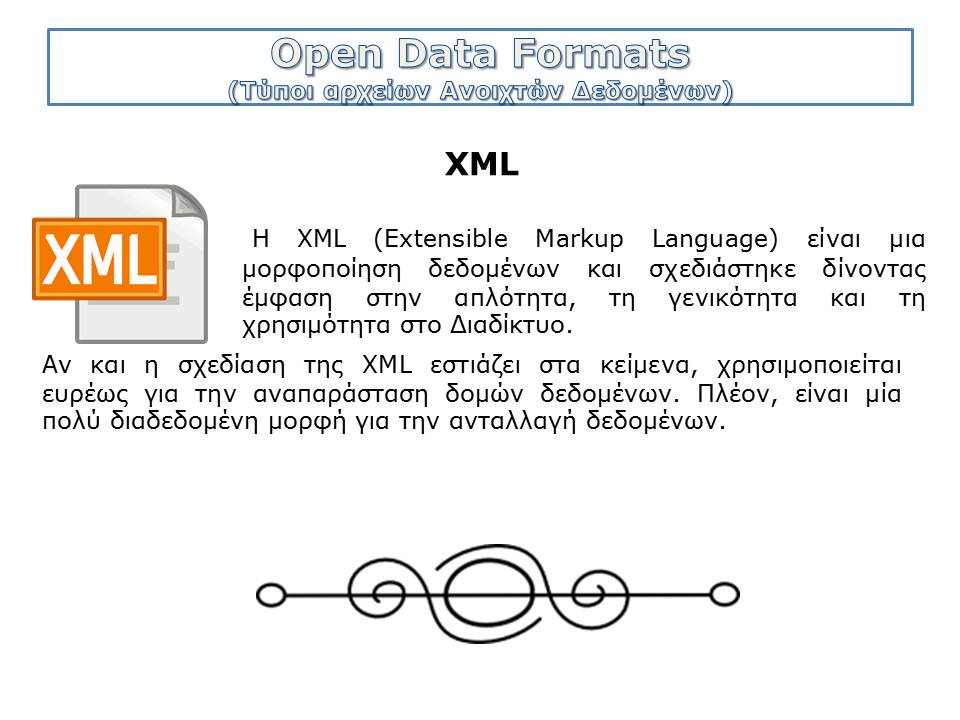 Open Data Formats
(Τύποι αρχείων Ανοιχτών Δεδομένων)
XML
XML
Η XML (Extensible Markup Language) είναι μια
μορφοποίηση δεδομένων και σχεδιάστηκε δίνοντας
έμφαση στην απλότητα, τη γενικότητα και τη
χρησιμότητα στο Διαδίκτυο.
Αν και η σχεδίαση της XML εστιάζει στα κείμενα, χρησιμοποιείται
ευρέως για την αναπαράσταση δομών δεδομένων. Πλέον, είναι μία
πολύ διαδεδομένη μορφή για την ανταλλαγή δεδομένων.